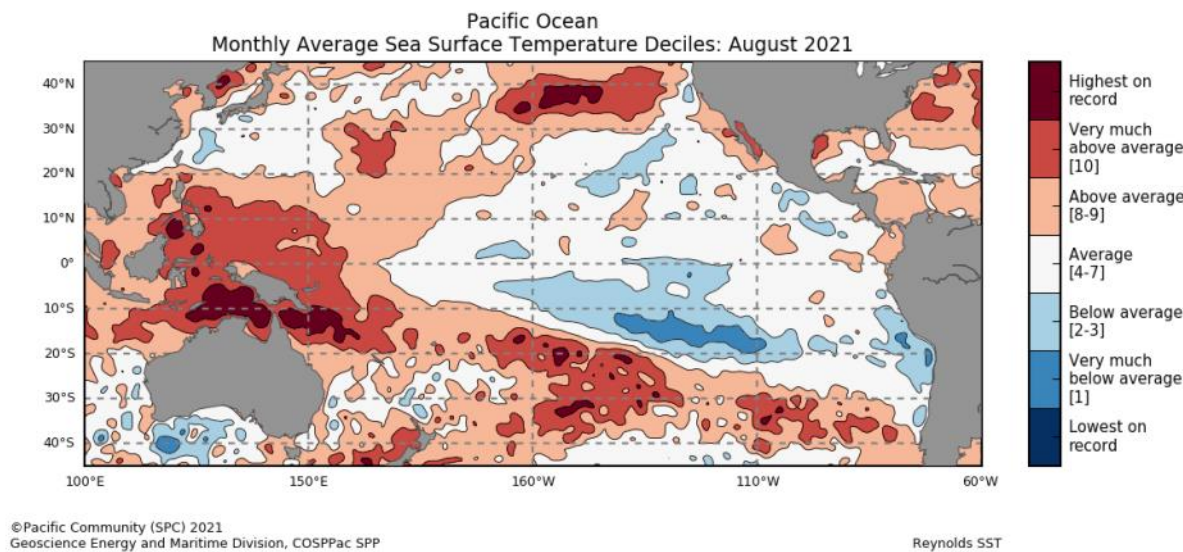 Pacific Ocean
Monthly Average Sea Surface Temperature Deciles: August 2021
40°N
30°N
20°N
10°N
0°
10°S
20°S
30°S
40°S
100°E
150°E
160°W
110°W
60°W
Highest on
record
Very much
above average
[10]
Above average
[8-9]
Average
[4-7]
Below average
[2-3]
Very much
below average
[1]
Lowest on
record
©Pacific Community (SPC) 2021
Geoscience Energy and Maritime Division, COSPPac SPP
Reynolds SST